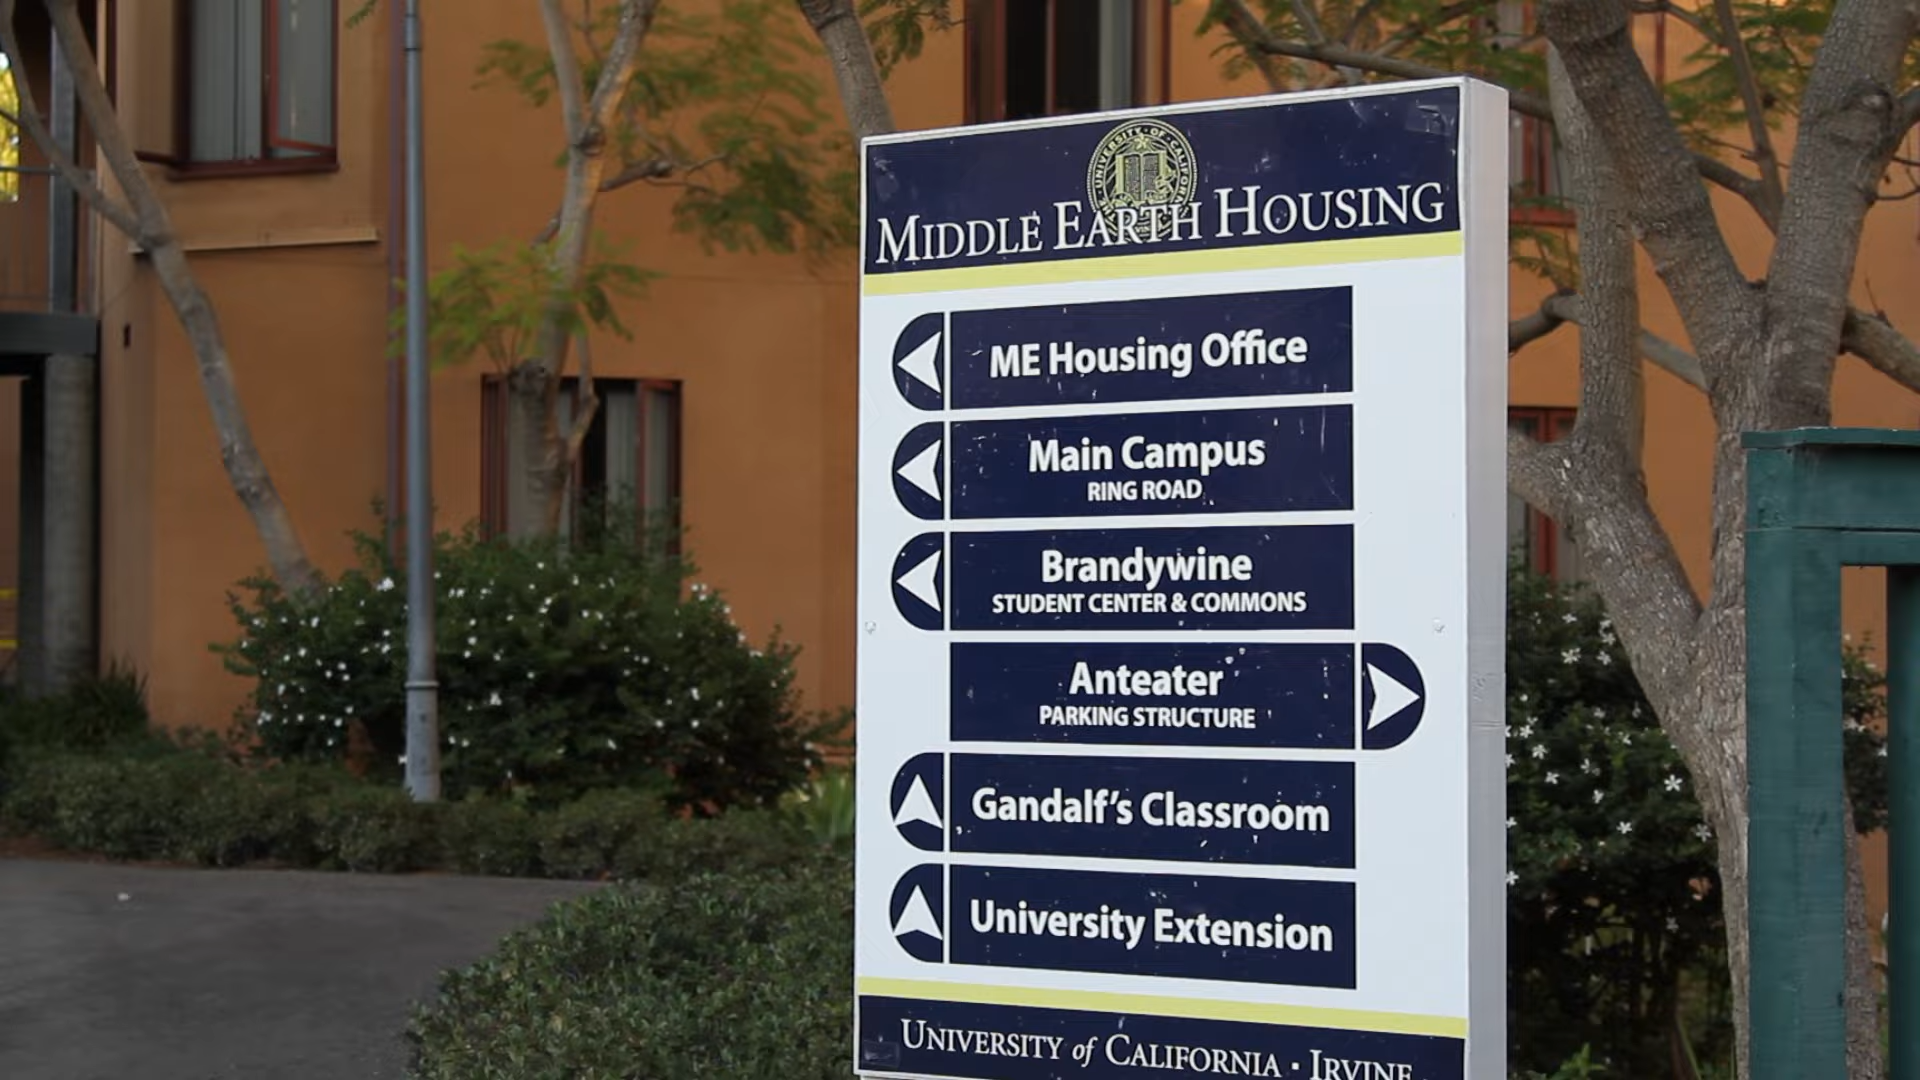 MIDDLE EARTH HOUSING
ME Housing Office
Main Campus
RING ROAD
Brandywine
STUDENT CENTER & COMMONS
Anteater
PARKING STRUCTURE
Gandalf's Classroom
University Extension
UNIVERSITY of CALIFORNIA · IRVINE